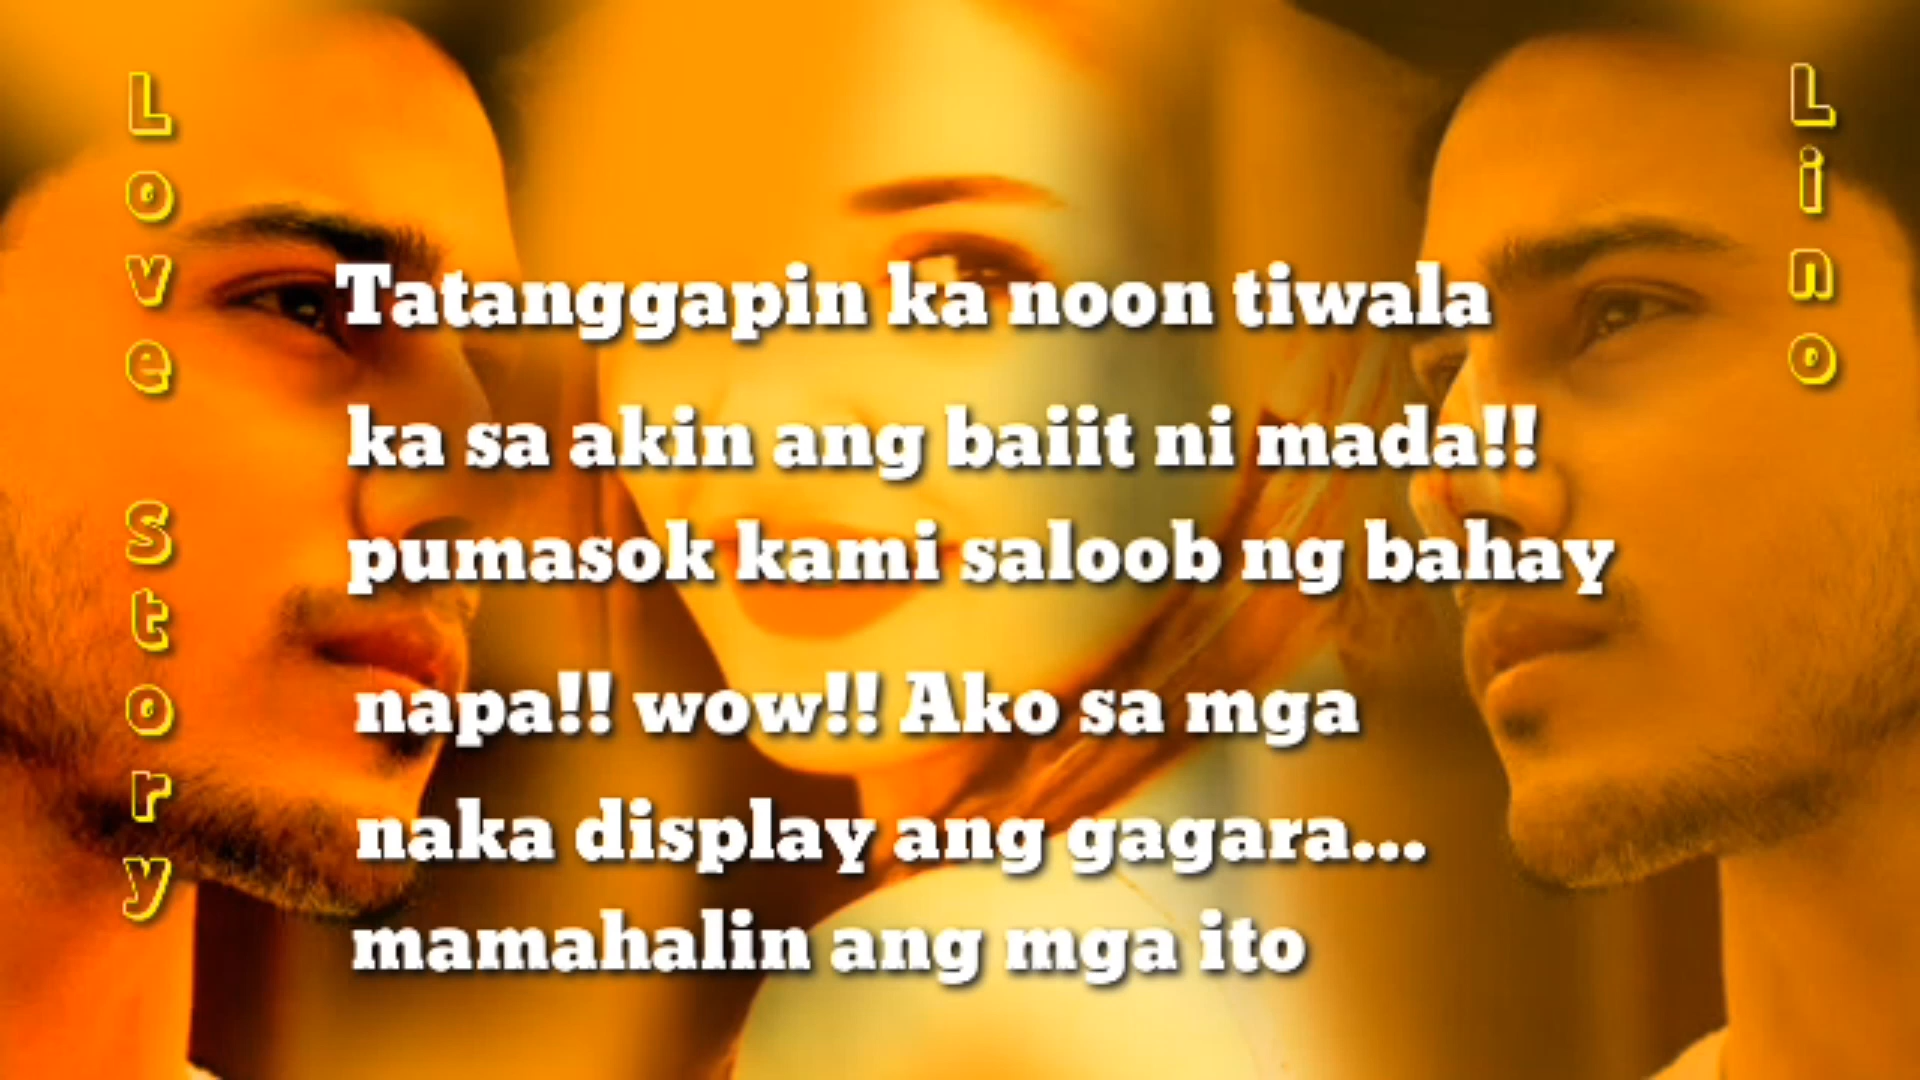 Love Story
Lino
Tatanggapin ka noon tiwala
ka sa akin ang baiit ni mada!!
pumasok kami saloob ng bahay
napa!! wow!! Ako sa mga
naka display ang gagara...
mamahalin ang mga ito